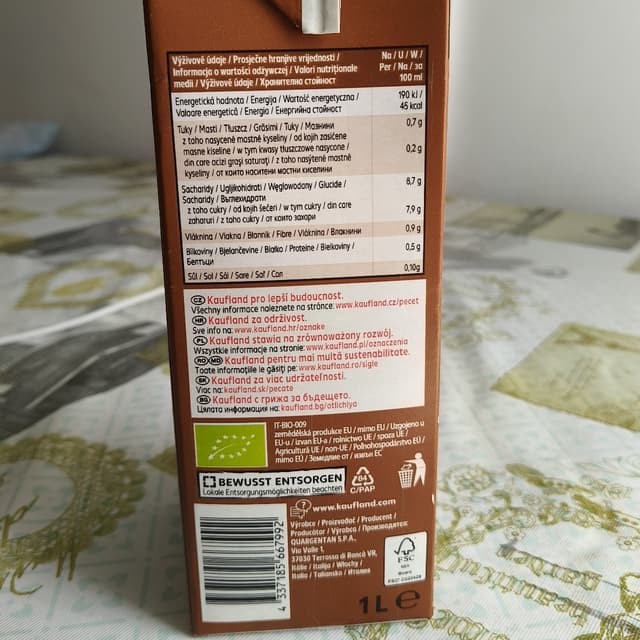 Výživové údaje / Prosječne hranjive vrijednosti /
Informacja o wartości odżywczej / Valori nutriționale
medii / Výživové údaje / Хранителна стойност
Na / U / W /
Per / Na / за
100 ml
Energetická hodnota / Energija / Wartość energetyczna /
Valoare energetică / Energia / Енергийна стойност
190 kJ /
45 kcal
Tuky / Masti / Tłuszcz / Grăsimi / Tuky / Мазнини
0,7 g
z toho nasycené mastné kyseliny / od kojih zasićene
masne kiseline / w tym kwasy tłuszczowe nasycone /
din care acizi grași saturați / z toho nasýtené mastné
kyseliny / от които наситени мастни киселини
0,2 g
Sacharidy / Ugljikohidrati / Węglowodany / Glucide /
Sacharidy / Въглехидрати
8,7 g
z toho cukry / od kojih šećeri / w tym cukry / din care
zaharuri / z toho cukry / от които захари
7,9 g
Vláknina / Vlakna / Błonnik / Fibre / Vláknina / Влакнини
0,9 g
Bílkoviny / Bjelančevine / Białko / Proteine / Bielkoviny /
Белтъци
0,5 g
Sůl / Sol / Sól / Sare / Soľ / Сол
0,10g
CZ Kaufland pro lepší budoucnost.
Všechny informace naleznete na stránce: www.kaufland.cz/pecet
HR Kaufland za održivost.
Sve info na: www.kaufland.hr/oznake
PL Kaufland stawia na zrównoważony rozwój.
Wszystkie informacje na stronie: www.kaufland.pl/oznaczenia
RO MD Kaufland pentru mai multă sustenabilitate.
Toate informațiile le găsiți pe: www.kaufland.ro/sigle
SK Kaufland za viac udržateľnosti.
Viac na: kaufland.sk/pecate
BG Kaufland с грижа за бъдещето.
Цялата информация на: kaufland.bg/otlichiya
IT-BIO-009
zemědělská produkce EU / mimo EU / Uzgojeno u
EU-u / izvan EU-a / rolnictwo UE / spoza UE /
Agricultură UE / non-UE / Poľnohospodárstvo EÚ /
mimo EÚ / Земеделие от / извън ЕС
BEWUSST ENTSORGEN
Lokale Entsorgungsmöglichkeiten beachten
84
C/PAP
www.kaufland.com
Výrobce / Proizvođač / Producent /
Producător / Výrobca / Производител:
QUARGENTAN S.P.A.,
Via Valle 1,
37030 Terrossa di Roncà VR,
Itálie / Italija / Włochy /
Italia / Taliansko / Италия
FSC
MIX
Board
4 337185 667992
1L e